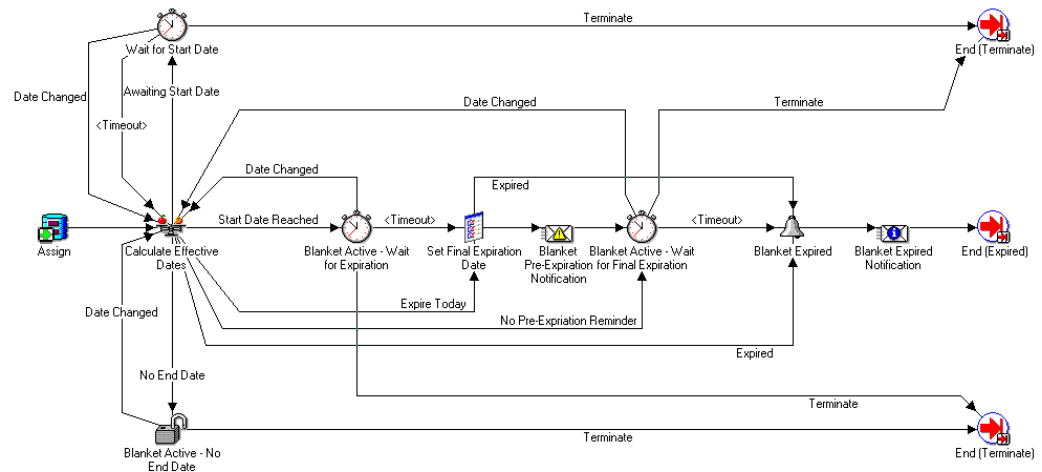 Terminate
Wait for Start Date
End (Terminate)
Date Changed
Awaiting Start Date
Date Changed
Terminate
<Timeout>
Date Changed
Expired
Start Date Reached
<Timeout>
<Timeout>
Assign
Calculate Effective
Dates
Blanket Active - Wait
for Expiration
Set Final Expiration
Date
Blanket
Pre-Expiration
Notification
Blanket Active - Wait
for Final Expiration
Blanket Expired
Blanket Expired
Notification
End (Expired)
Expire Today
Date Changed
No Pre-Expriation Reminder
Expired
No End Date
Terminate
Terminate
Blanket Active - No
End Date
End (Terminate)